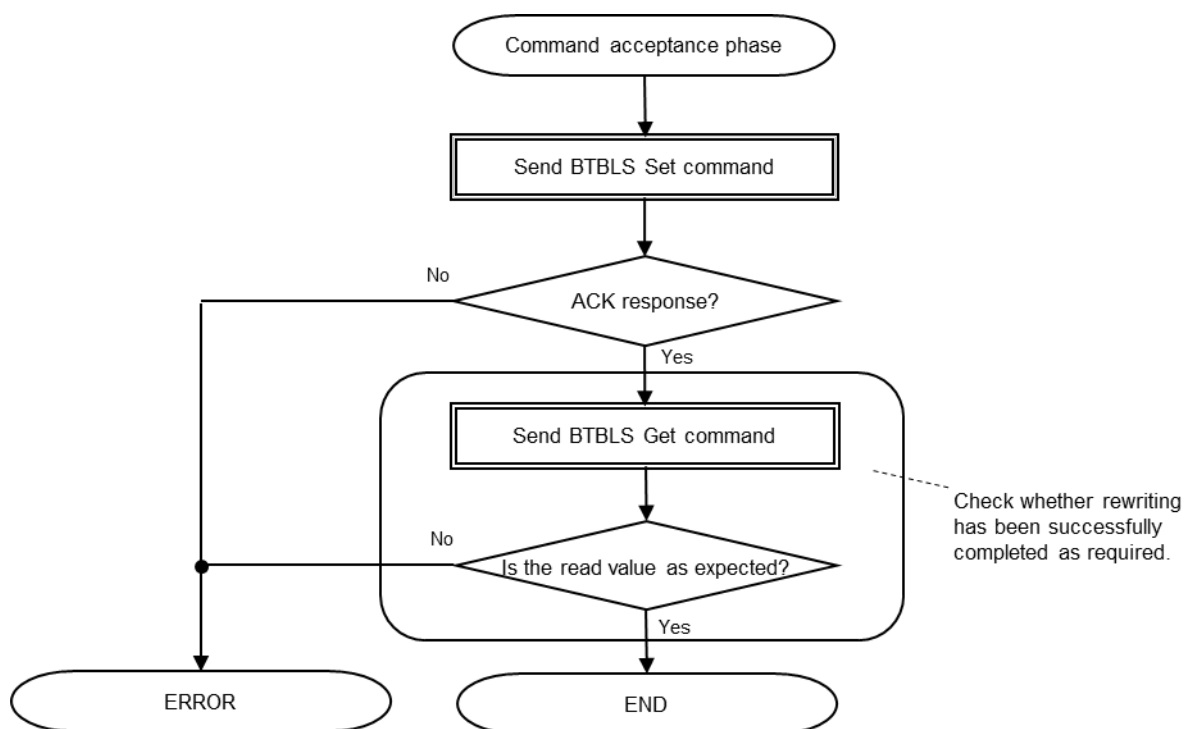 Command acceptance phase
Send BTBLS Set command
No
ACK response?
Yes
Send BTBLS Get command
Check whether rewriting
has been successfully
completed as required.
No
Is the read value as expected?
Yes
ERROR
END